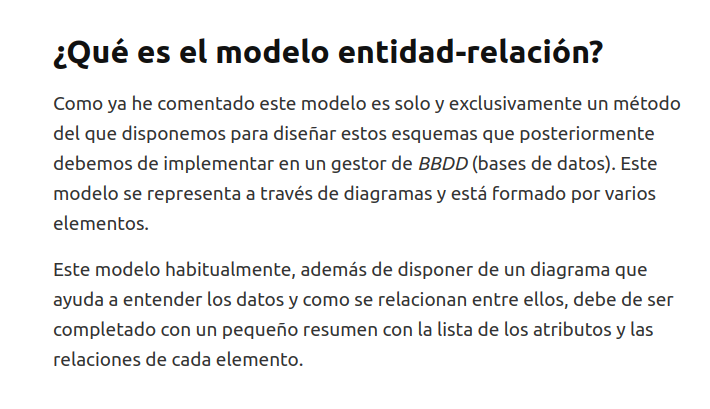 ¿Qué es el modelo entidad-relación?
Como ya he comentado este modelo es solo y exclusivamente un método
del que disponemos para diseñar estos esquemas que posteriormente
debemos de implementar en un gestor de BBDD (bases de datos). Este
modelo se representa a través de diagramas y está formado por varios
elementos.
Este modelo habitualmente, además de disponer de un diagrama que
ayuda a entender los datos y como se relacionan entre ellos, debe de ser
completado con un pequeño resumen con la lista de los atributos y las
relaciones de cada elemento.